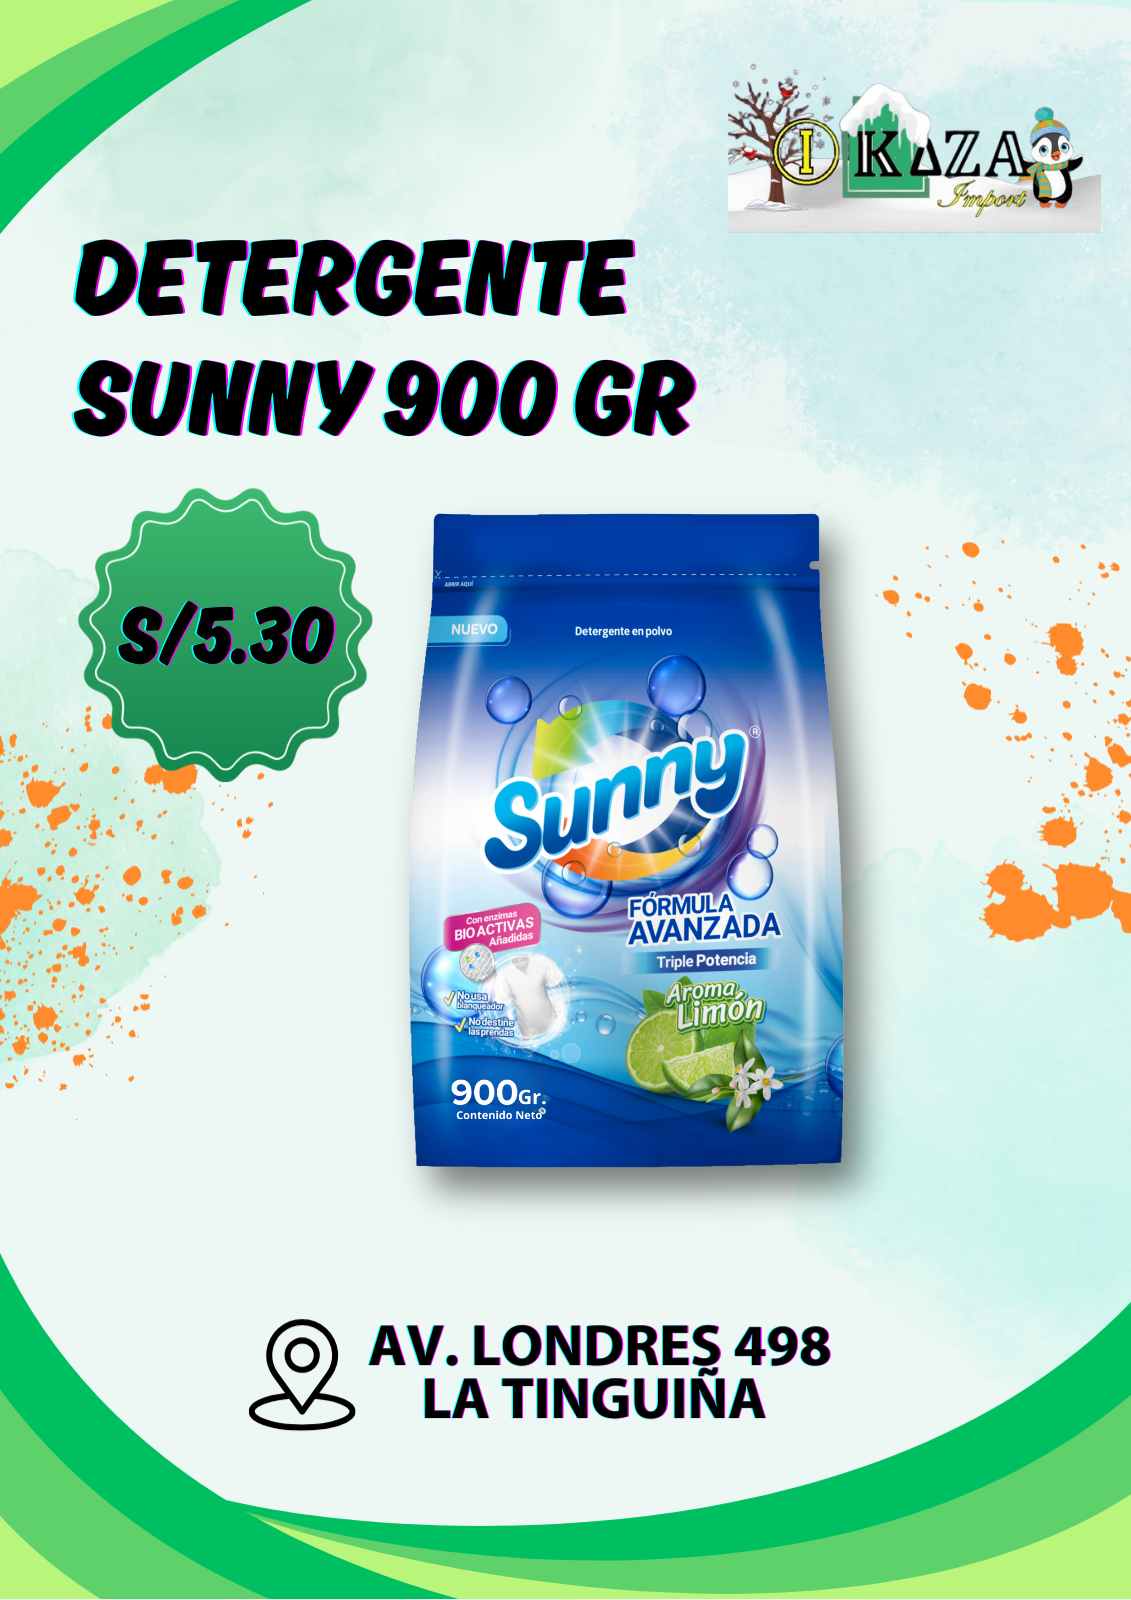 I KAZA
Import
DETERGENTE
SUNNY 900 GR
S/5.30
ABRIR AQUÍ
NUEVO
Detergente en polvo
Sunny®
FÓRMULA
AVANZADA
Triple Potencia
Con enzimas
BIO ACTIVAS
Añadidas
No usa
blanqueador
No destiñe
las prendas
Aroma
Limón
900Gr.
Contenido Neto
AV. LONDRES 498
LA TINGUIÑA